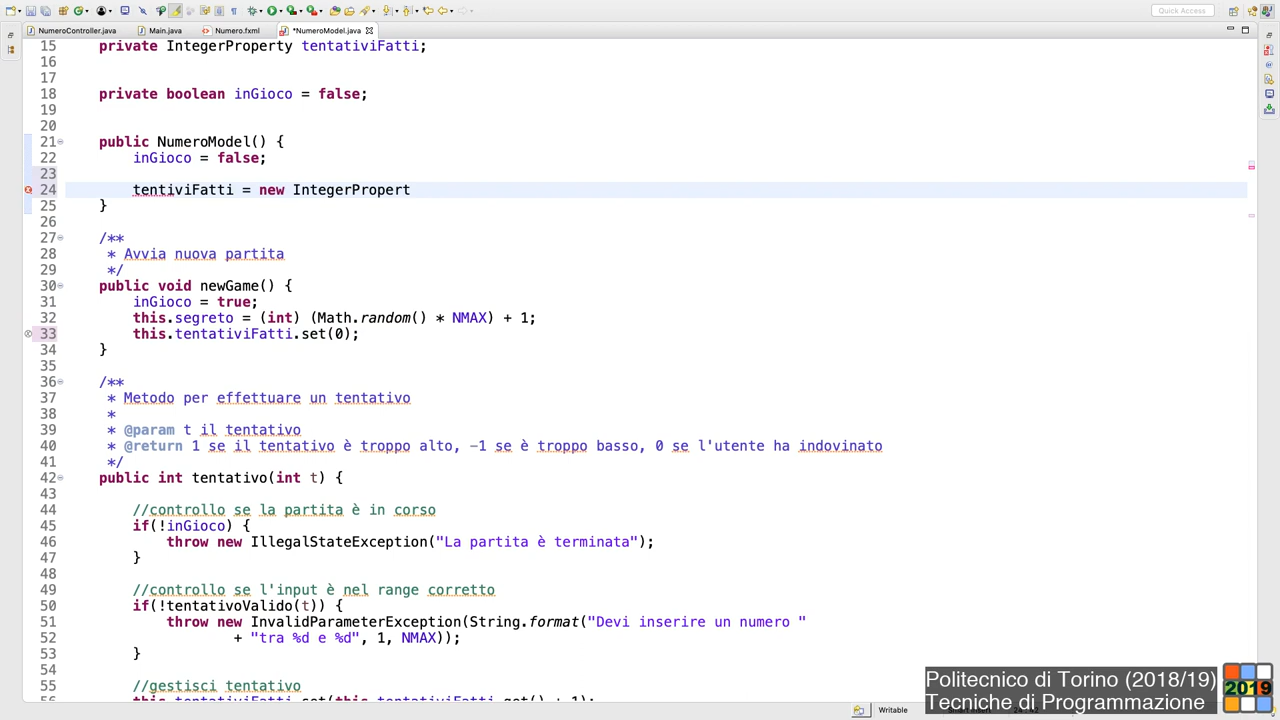 Quick Access
NumeroController.java Main.java Numero.fxml *NumeroModel.java
15 private IntegerProperty tentativiFatti;
16
17
18 private boolean inGioco = false;
19
20
21 public NumeroModel() {
22 inGioco = false;
23
24 tentiviFatti = new IntegerPropert
25 }
26
27 /**
28 * Avvia nuova partita
29 */
30 public void newGame() {
31 inGioco = true;
32 this.segreto = (int) (Math.random() * NMAX) + 1;
33 this.tentativiFatti.set(0);
34 }
35
36 /**
37 * Metodo per effettuare un tentativo
38 *
39 * @param t il tentativo
40 * @return 1 se il tentativo è troppo alto, -1 se è troppo basso, 0 se l'utente ha indovinato
41 */
42 public int tentativo(int t) {
43
44 //controllo se la partita è in corso
45 if(!inGioco) {
46 throw new IllegalStateException("La partita è terminata");
47 }
48
49 //controllo se l'input è nel range corretto
50 if(!tentativoValido(t)) {
51 throw new InvalidParameterException(String.format("Devi inserire un numero "
52 + "tra %d e %d", 1, NMAX));
53 }
54
55 //gestisci tentativo
Politecnico di Torino (2018/19)
Tecniche di Programmazione
2019
Writable